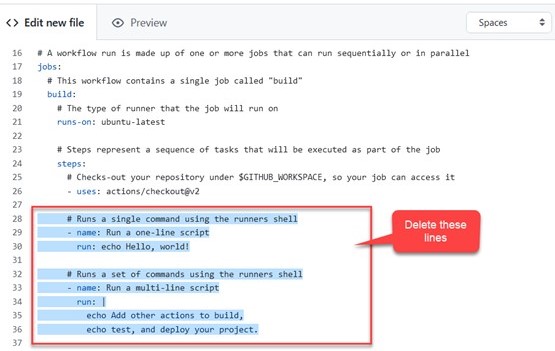 <> Edit new file
Preview
Spaces
16 # A workflow run is made up of one or more jobs that can run sequentially or in parallel
17 jobs:
18 # This workflow contains a single job called "build"
19 build:
20 # The type of runner that the job will run on
21 runs-on: ubuntu-latest
22
23 # Steps represent a sequence of tasks that will be executed as part of the job
24 steps:
25 # Checks-out your repository under $GITHUB_WORKSPACE, so your job can access it
26 - uses: actions/checkout@v2
27
28 # Runs a single command using the runners shell
29 - name: Run a one-line script
30 run: echo Hello, world!
31
32 # Runs a set of commands using the runners shell
33 - name: Run a multi-line script
34 run: |
35 echo Add other actions to build,
36 echo test, and deploy your project.
37
Delete these
lines